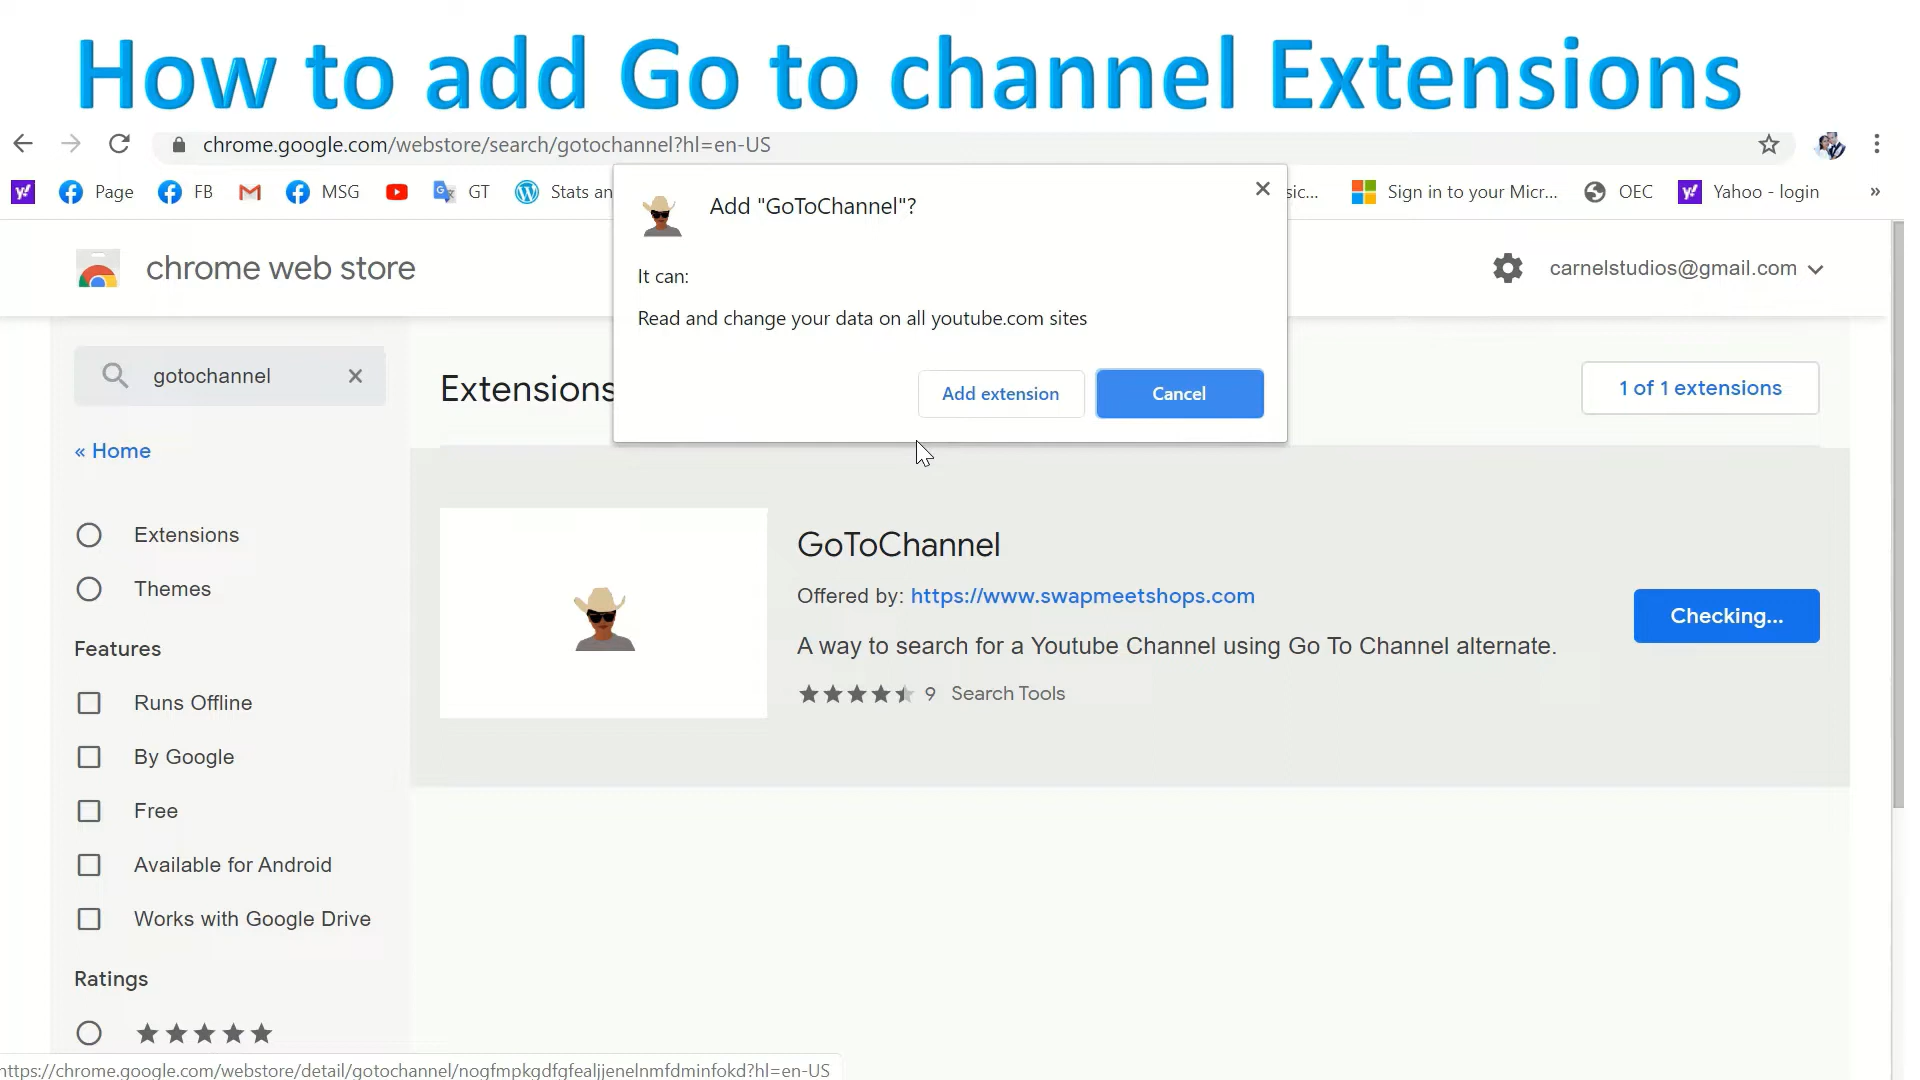 How to add Go to channel Extensions
chrome.google.com/webstore/search/gotochannel?hl=en-US
Page FB MSG GT Stats an sic... Sign in to your Micr... OEC Yahoo - login »
Add "GoToChannel"?
It can:
Read and change your data on all youtube.com sites
Add extension Cancel
chrome web store
carnelstudios@gmail.com
gotochannel
Extensions
1 of 1 extensions
« Home
Extensions
Themes
Features
Runs Offline
By Google
Free
Available for Android
Works with Google Drive
Ratings
GoToChannel
Offered by: https://www.swapmeetshops.com
A way to search for a Youtube Channel using Go To Channel alternate.
9 Search Tools
Checking...
https://chrome.google.com/webstore/detail/gotochannel/nogfmpkgdfgfealjjenelnmfdminfokd?hl=en-US